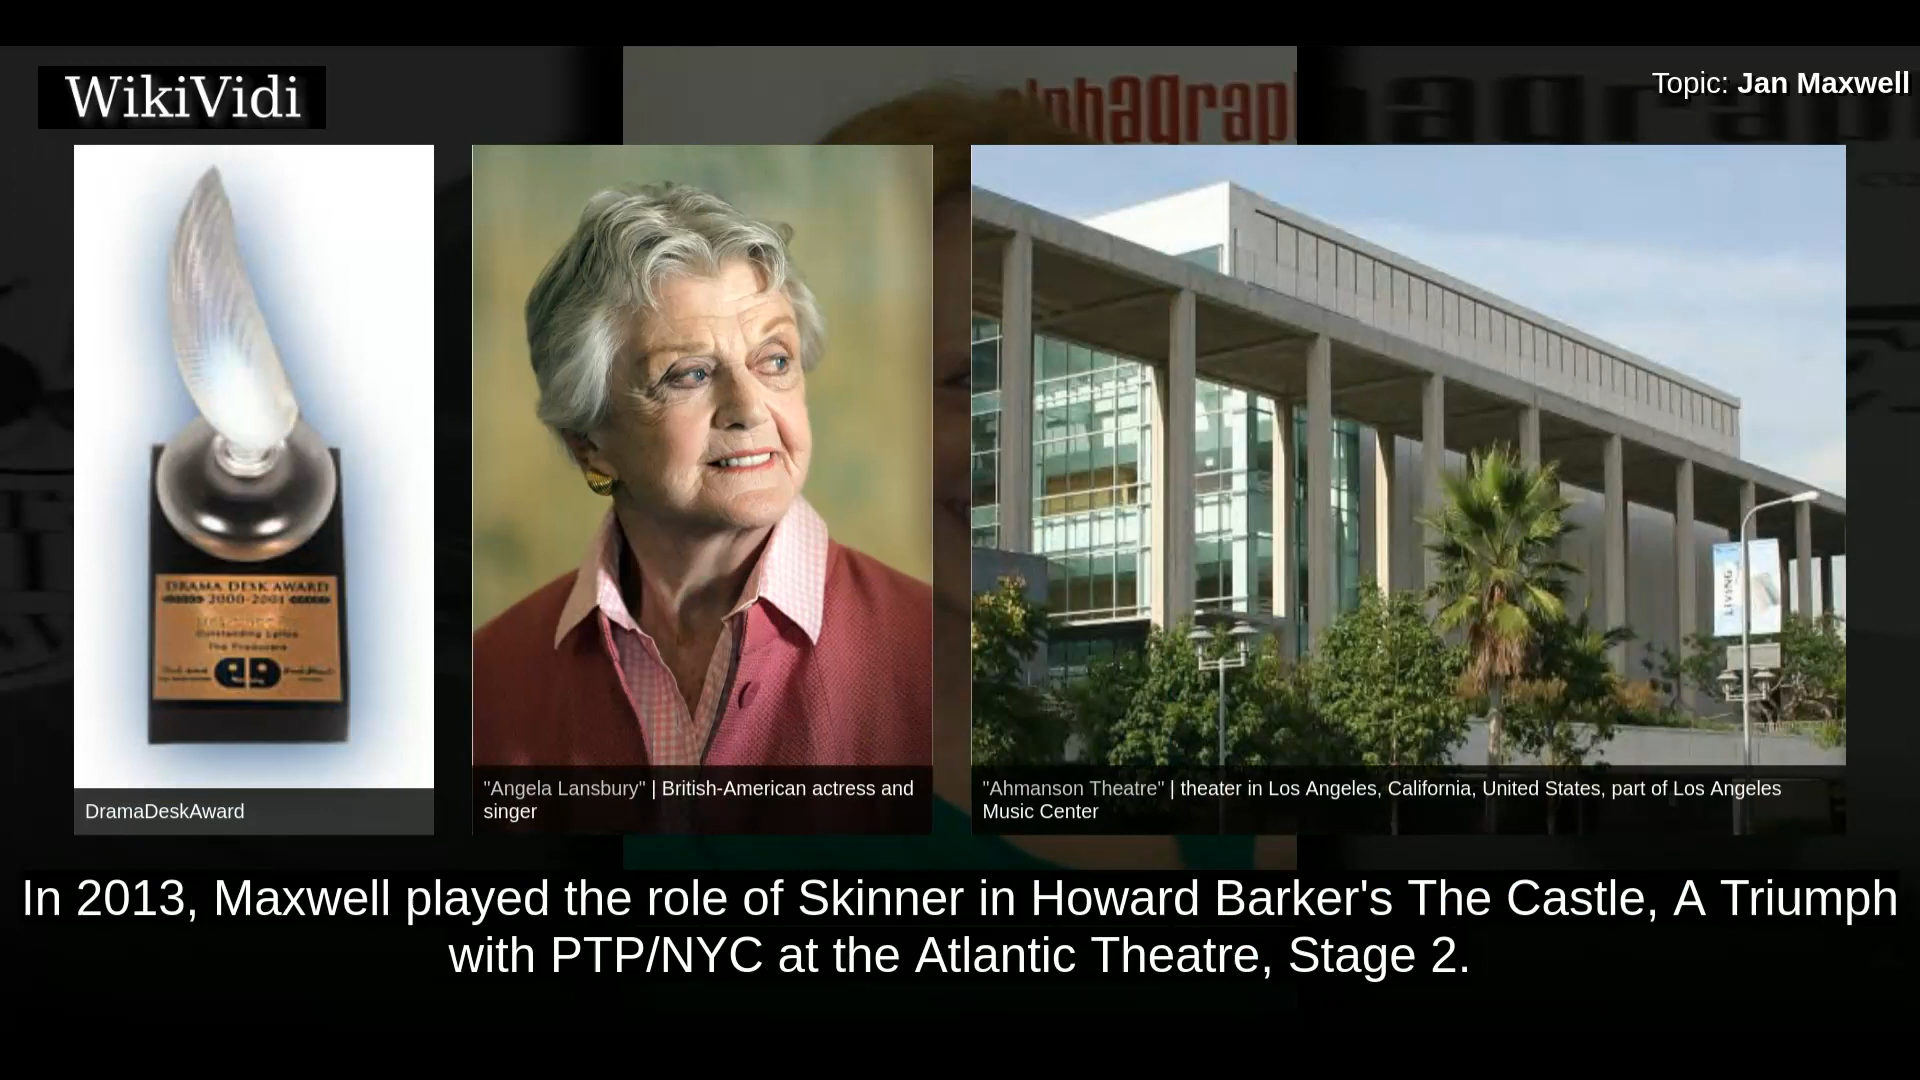 WikiVidi
Topic: Jan Maxwell
alphagrap
DRAMA DESK AWARD
2000-2001
Outstanding Lyrics
The Producers
LIVING
DramaDeskAward
"Angela Lansbury" | British-American actress and
singer
"Ahmanson Theatre" | theater in Los Angeles, California, United States, part of Los Angeles
Music Center
In 2013, Maxwell played the role of Skinner in Howard Barker's The Castle, A Triumph
with PTP/NYC at the Atlantic Theatre, Stage 2.